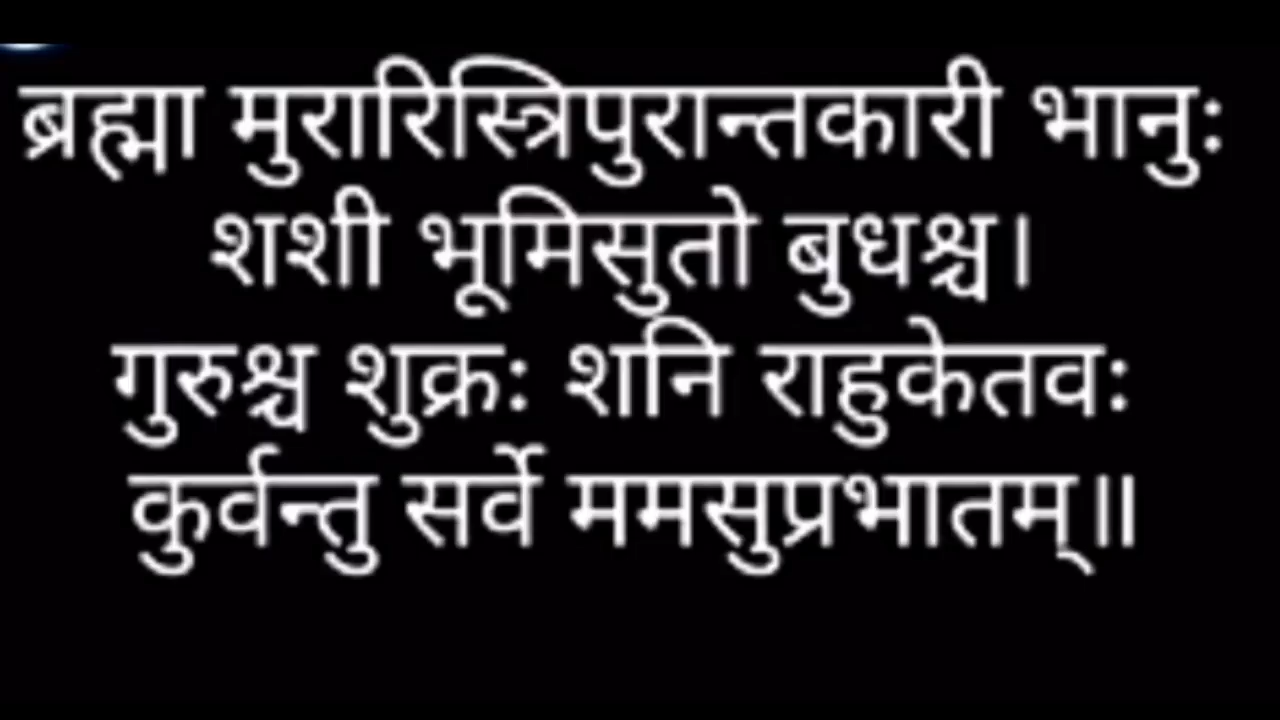 ब्रह्मा मुरारिस्त्रिपुरान्तकारी भानुः
शशी भूमिसुतो बुधश्च।
गुरुश्च शुक्रः शनि राहुकेतवः
कुर्वन्तु सर्वे ममसुप्रभातम्॥